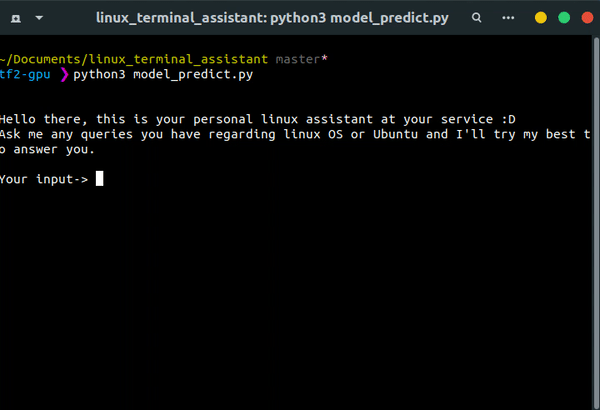 linux_terminal_assistant: python3 model_predict.py
~/Documents/linux_terminal_assistant master*
tf2-gpu ❯ python3 model_predict.py
Hello there, this is your personal linux assistant at your service :D
Ask me any queries you have regarding linux OS or Ubuntu and I'll try my best t
o answer you.
Your input->